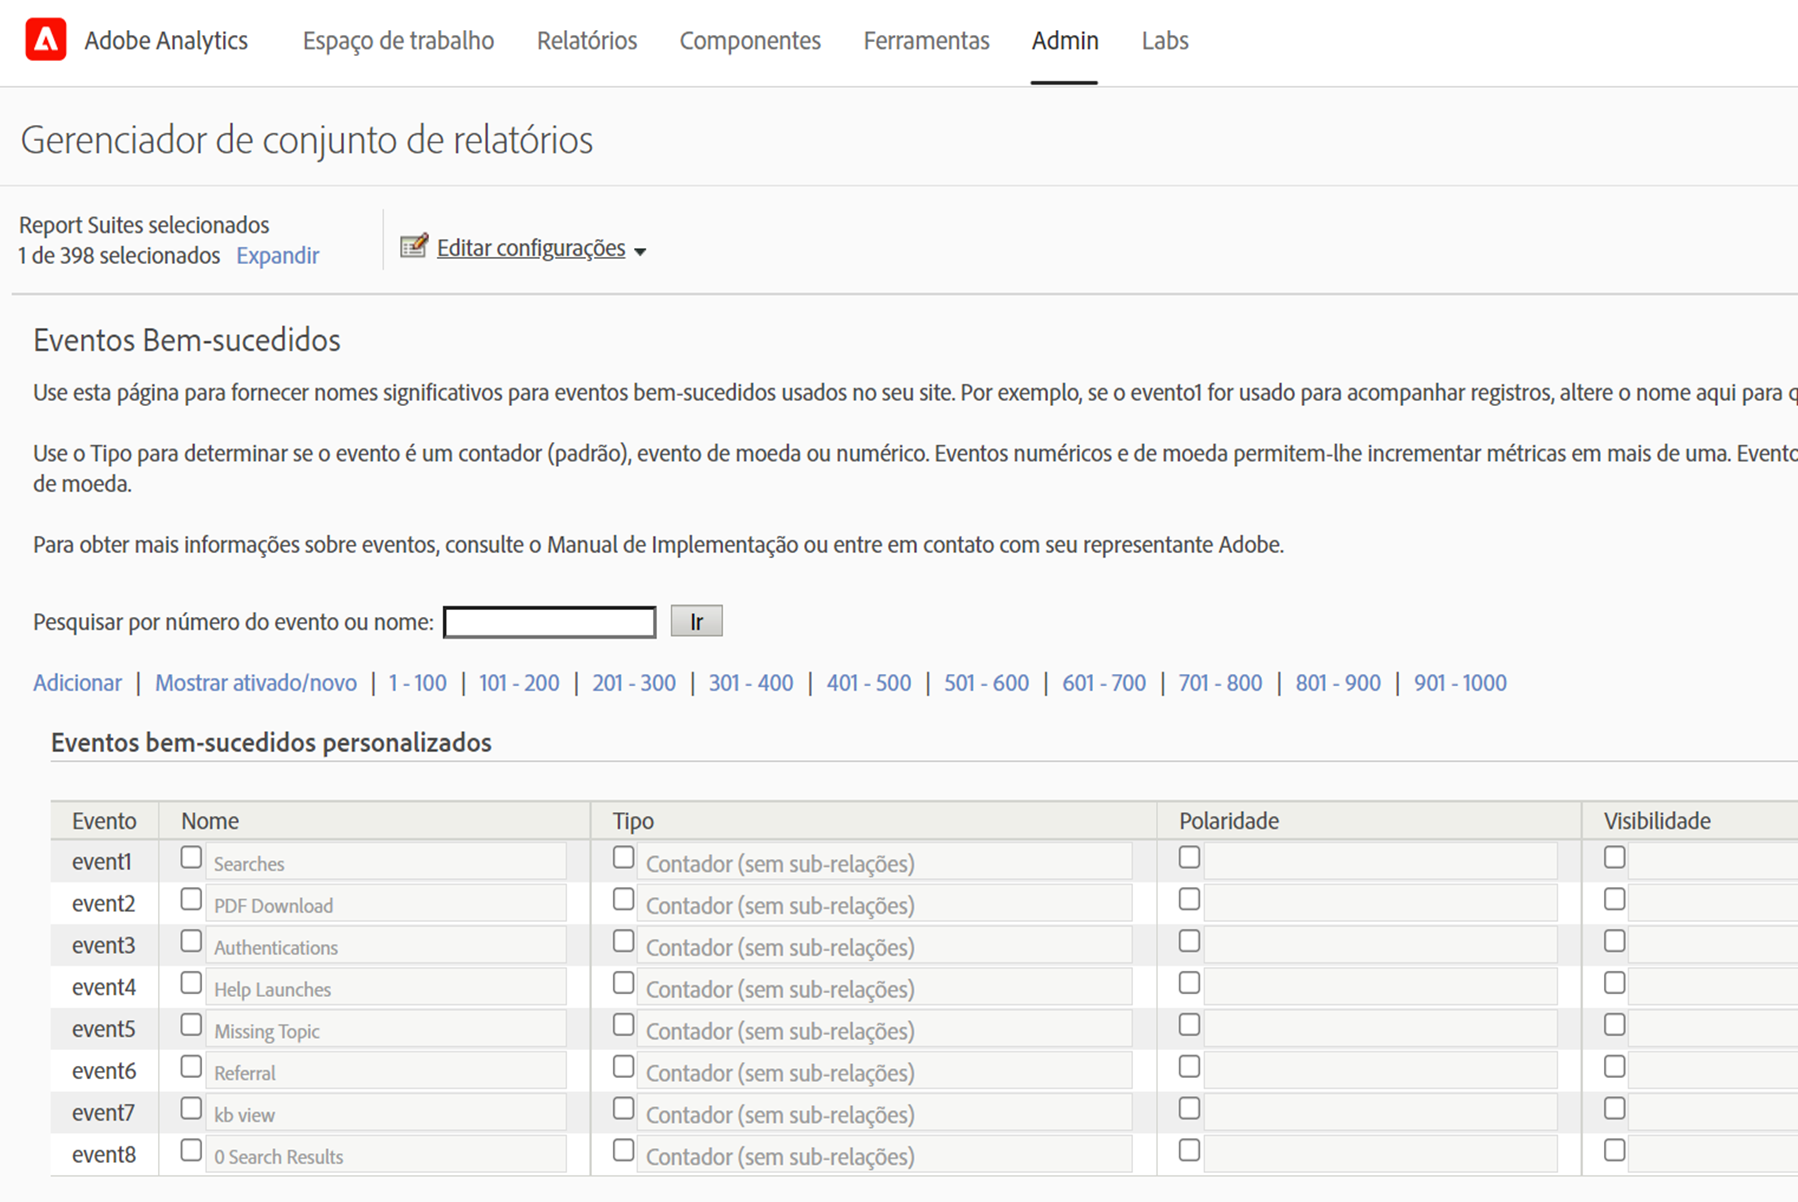 Adobe Analytics Espaço de trabalho Relatórios Componentes Ferramentas Admin Labs
Gerenciador de conjunto de relatórios
Report Suites selecionados
1 de 398 selecionados Expandir
Editar configurações
Eventos Bem-sucedidos
Use esta página para fornecer nomes significativos para eventos bem-sucedidos usados no seu site. Por exemplo, se o evento1 for usado para acompanhar registros, altere o nome aqui para q
Use o Tipo para determinar se o evento é um contador (padrão), evento de moeda ou numérico. Eventos numéricos e de moeda permitem-lhe incrementar métricas em mais de uma. Evento
de moeda.
Para obter mais informações sobre eventos, consulte o Manual de Implementação ou entre em contato com seu representante Adobe.
Pesquisar por número do evento ou nome: Ir
Adicionar | Mostrar ativado/novo | 1 - 100 | 101 - 200 | 201 - 300 | 301 - 400 | 401 - 500 | 501 - 600 | 601 - 700 | 701 - 800 | 801 - 900 | 901 - 1000
Eventos bem-sucedidos personalizados
Evento Nome Tipo Polaridade Visibilidade
event1 Searches Contador (sem sub-relações)
event2 PDF Download Contador (sem sub-relações)
event3 Authentications Contador (sem sub-relações)
event4 Help Launches Contador (sem sub-relações)
event5 Missing Topic Contador (sem sub-relações)
event6 Referral Contador (sem sub-relações)
event7 kb view Contador (sem sub-relações)
event8 0 Search Results Contador (sem sub-relações)